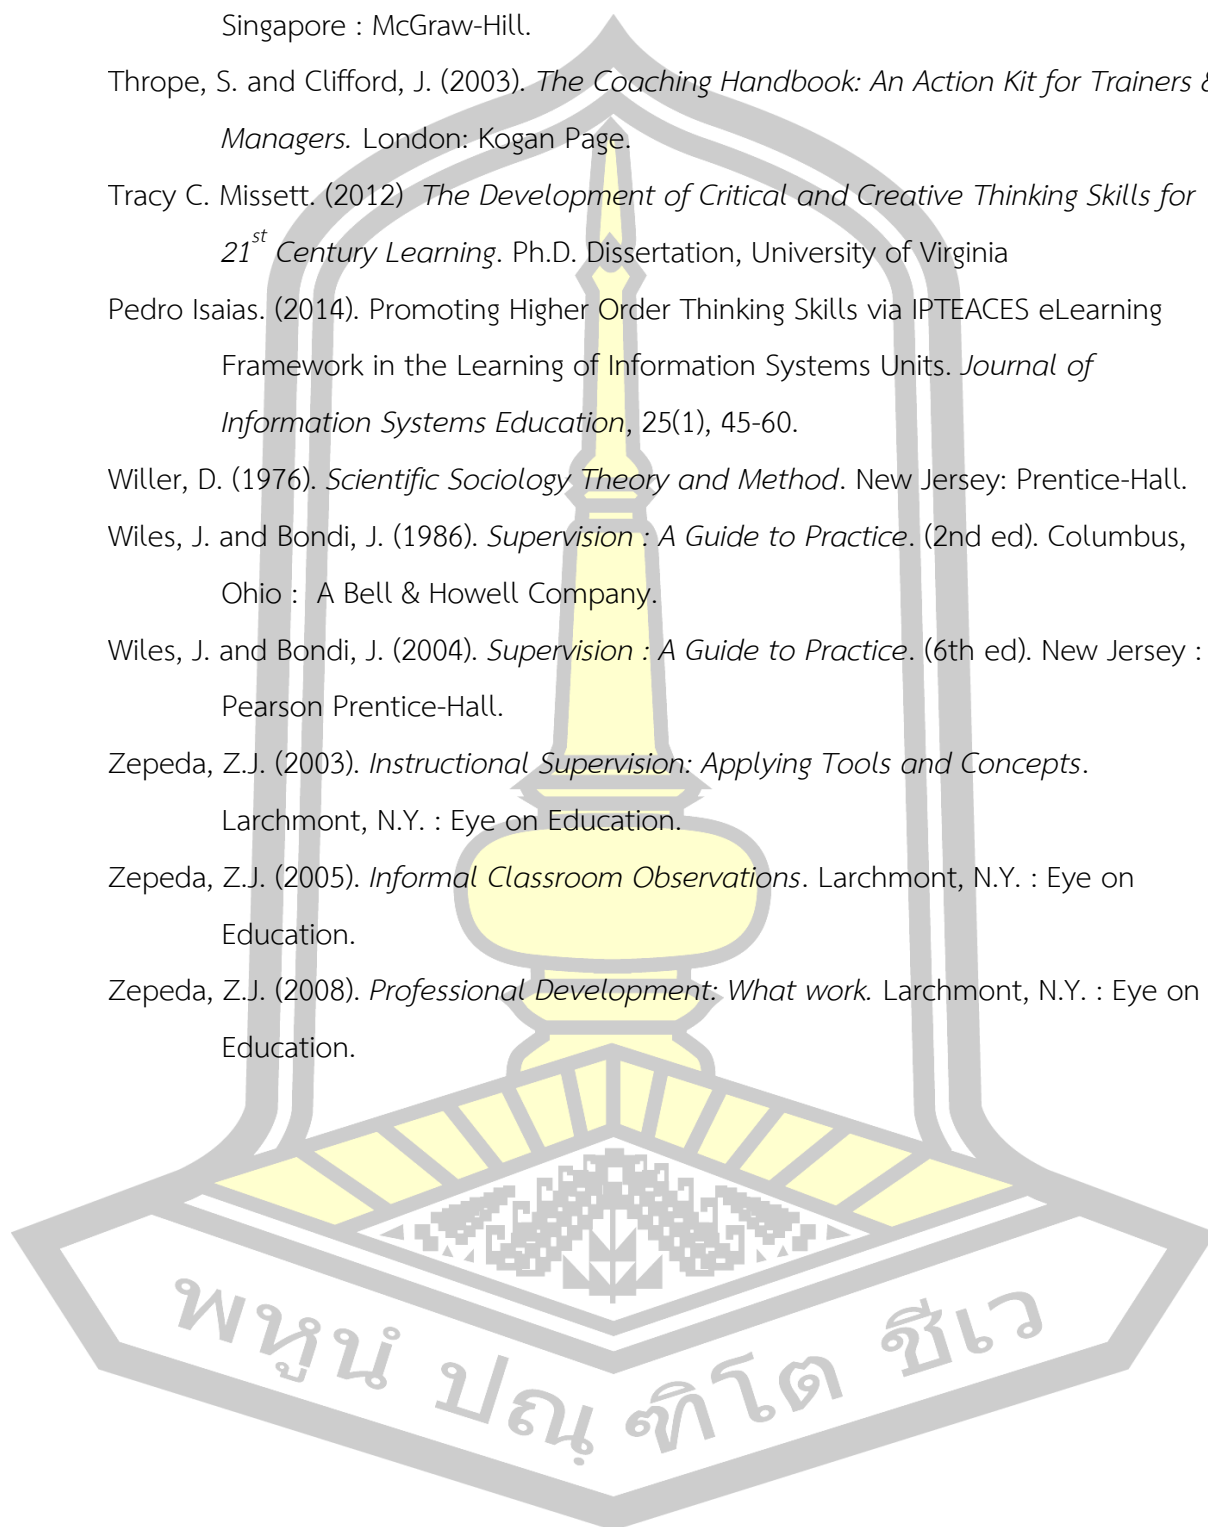 Singapore : McGraw-Hill.
Thrope, S. and Clifford, J. (2003). The Coaching Handbook: An Action Kit for Trainers &
Managers. London: Kogan Page.
Tracy C. Missett. (2012) The Development of Critical and Creative Thinking Skills for
21st Century Learning. Ph.D. Dissertation, University of Virginia
Pedro Isaias. (2014). Promoting Higher Order Thinking Skills via IPTEACES eLearning
Framework in the Learning of Information Systems Units. Journal of
Information Systems Education, 25(1), 45-60.
Willer, D. (1976). Scientific Sociology Theory and Method. New Jersey: Prentice-Hall.
Wiles, J. and Bondi, J. (1986). Supervision : A Guide to Practice. (2nd ed). Columbus,
Ohio : A Bell & Howell Company.
Wiles, J. and Bondi, J. (2004). Supervision : A Guide to Practice. (6th ed). New Jersey :
Pearson Prentice-Hall.
Zepeda, Z.J. (2003). Instructional Supervision: Applying Tools and Concepts.
Larchmont, N.Y. : Eye on Education.
Zepeda, Z.J. (2005). Informal Classroom Observations. Larchmont, N.Y. : Eye on
Education.
Zepeda, Z.J. (2008). Professional Development: What work. Larchmont, N.Y. : Eye on
Education.
พหูนํ ปณฺ ฑิโต ชีเว